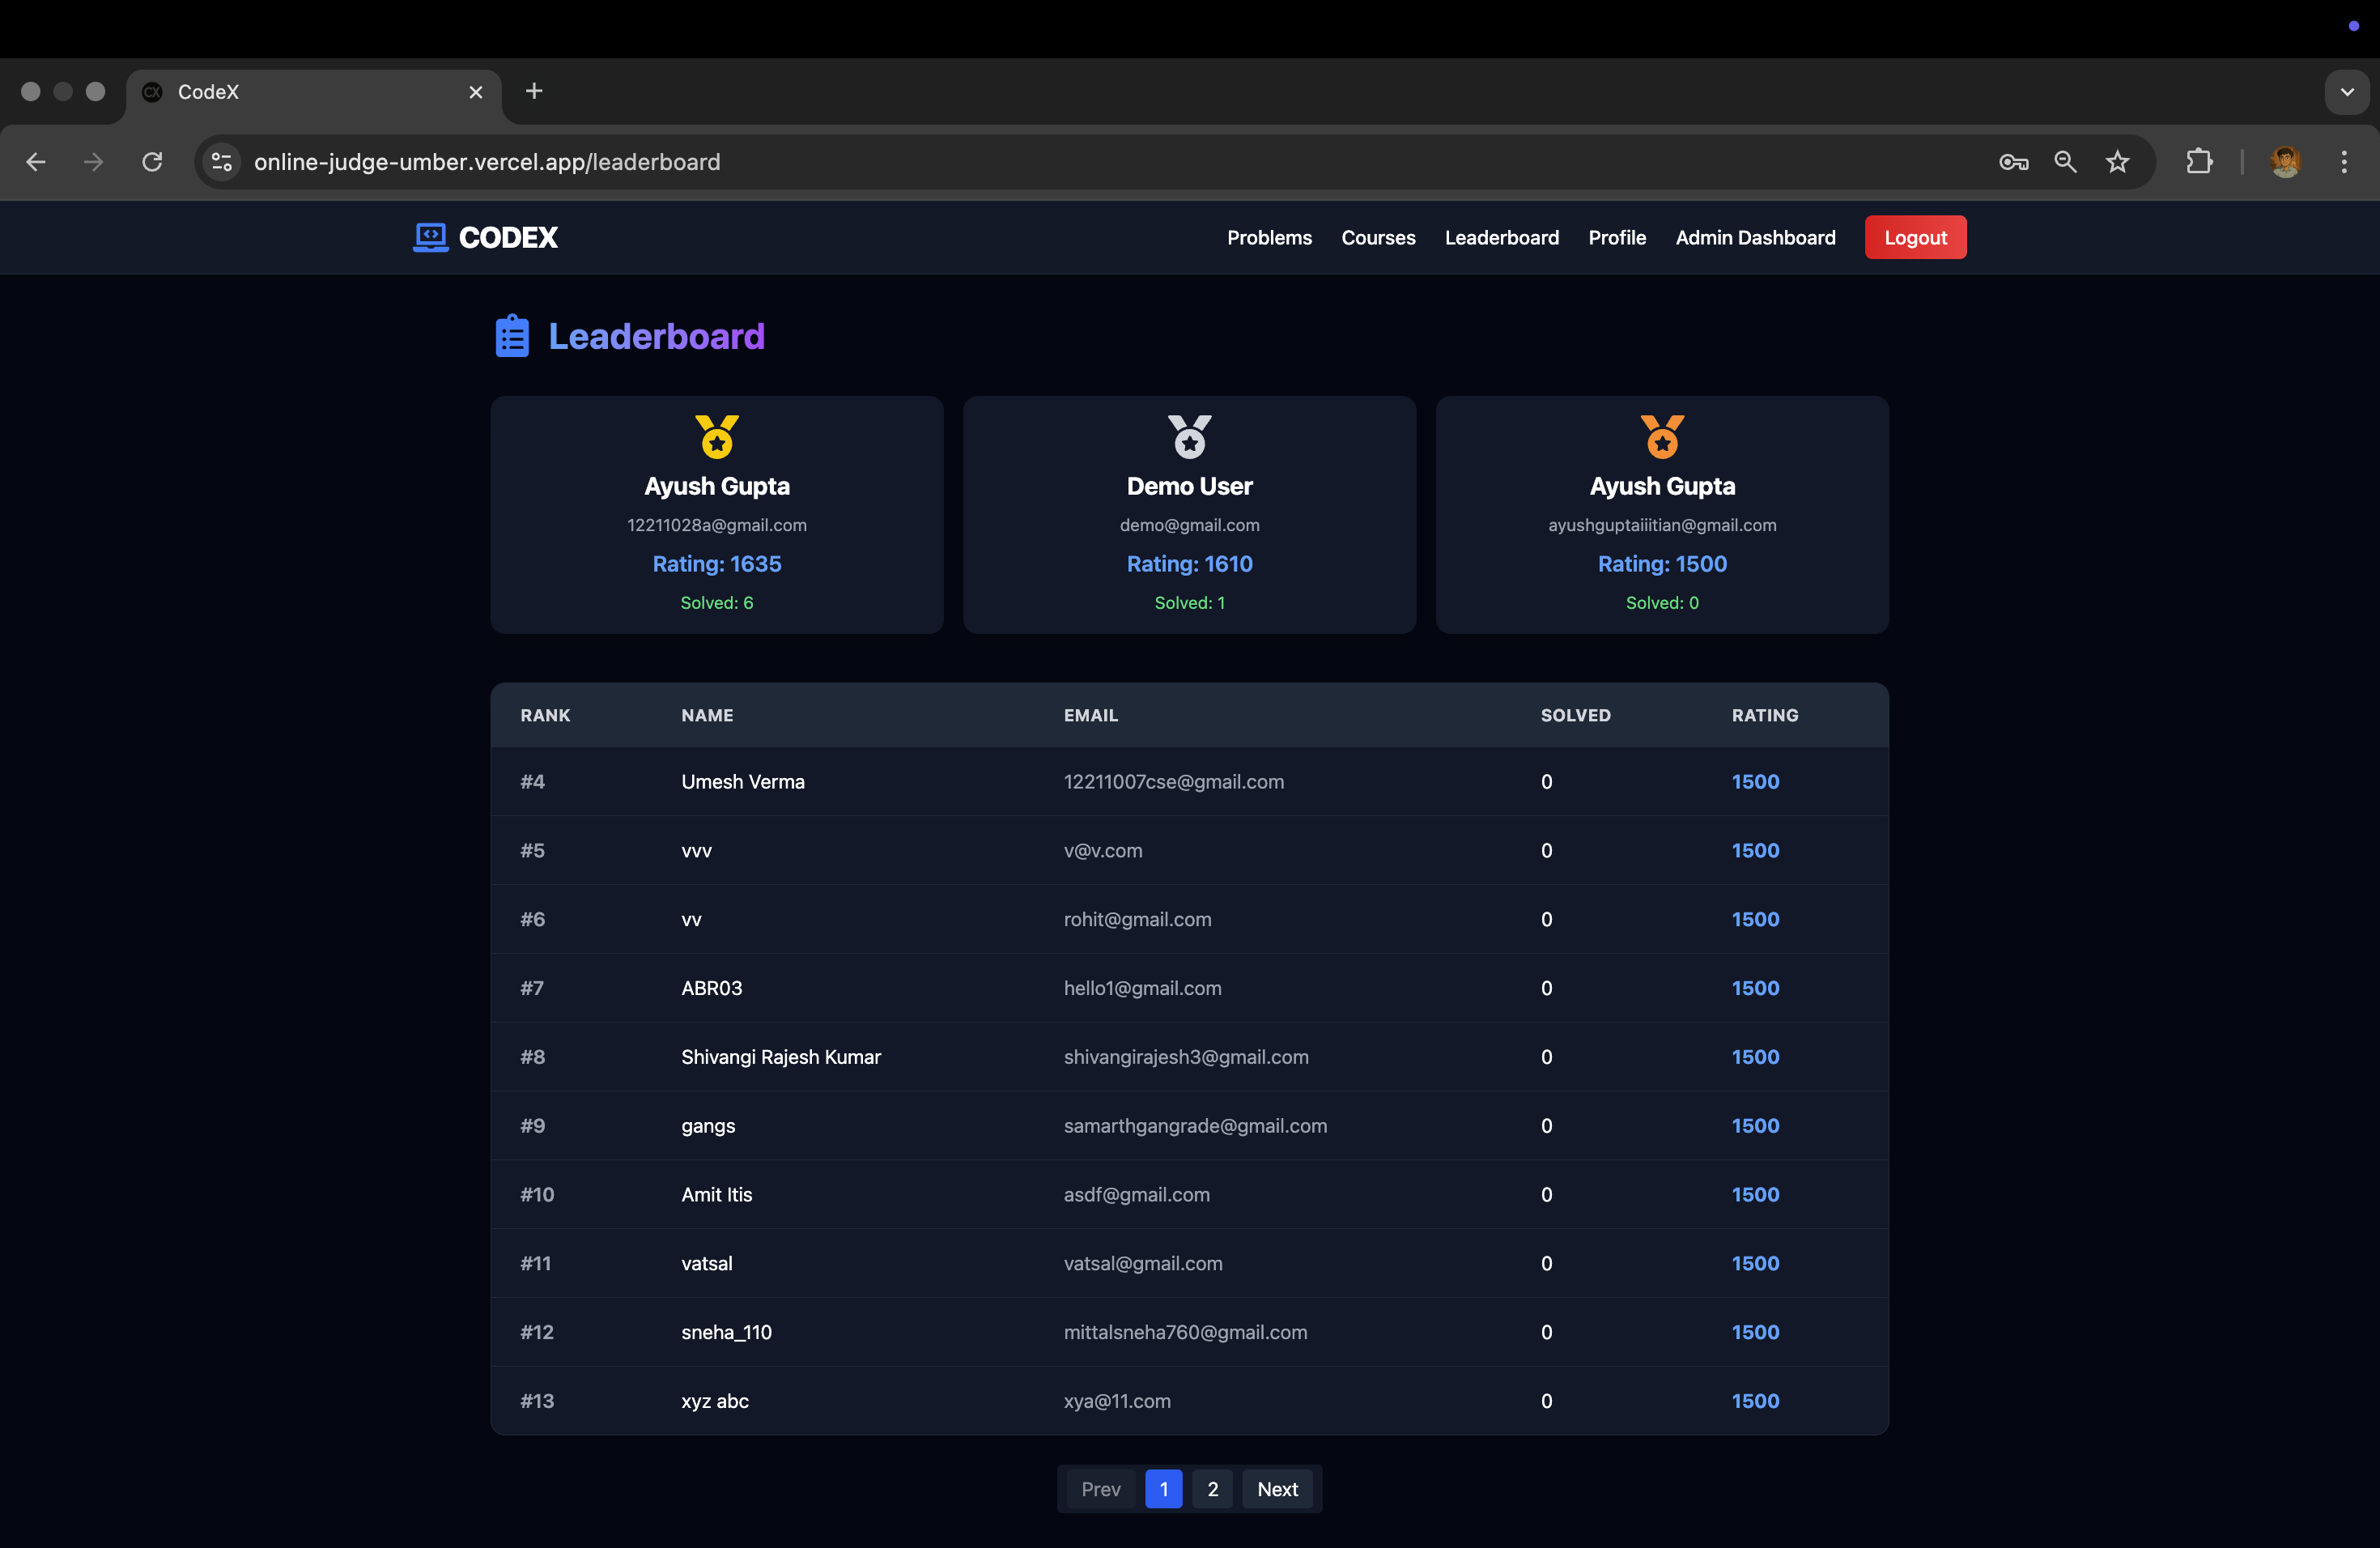 CodeX
online-judge-umber.vercel.app/leaderboard
CODEX
Problems Courses Leaderboard Profile Admin Dashboard Logout
Leaderboard
Ayush Gupta
12211028a@gmail.com
Rating: 1635
Solved: 6
Demo User
demo@gmail.com
Rating: 1610
Solved: 1
Ayush Gupta
ayushguptaiiitian@gmail.com
Rating: 1500
Solved: 0
RANK NAME EMAIL SOLVED RATING
#4 Umesh Verma 12211007cse@gmail.com 0 1500
#5 vvv v@v.com 0 1500
#6 vv rohit@gmail.com 0 1500
#7 ABR03 hello1@gmail.com 0 1500
#8 Shivangi Rajesh Kumar shivangirajesh3@gmail.com 0 1500
#9 gangs samarthgangrade@gmail.com 0 1500
#10 Amit Itis asdf@gmail.com 0 1500
#11 vatsal vatsal@gmail.com 0 1500
#12 sneha_110 mittalsneha760@gmail.com 0 1500
#13 xyz abc xya@11.com 0 1500
Prev 1 2 Next